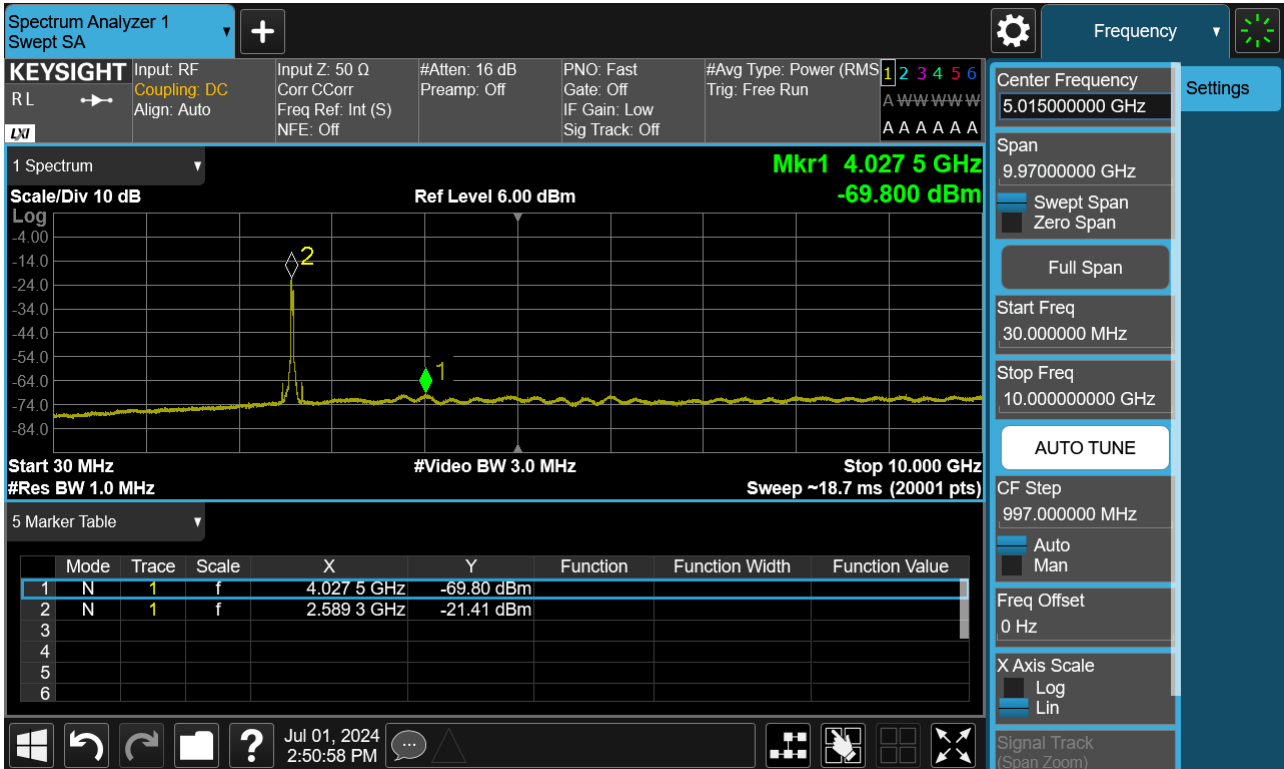 Spectrum Analyzer 1
Swept SA
Frequency
KEYSIGHT
R L
LXI
Input: RF
Coupling: DC
Align: Auto
Input Z: 50 Ω
Corr CCorr
Freq Ref: Int (S)
NFE: Off
#Atten: 16 dB
Preamp: Off
PNO: Fast
Gate: Off
IF Gain: Low
Sig Track: Off
#Avg Type: Power (RMS
Trig: Free Run
1 2 3 4 5 6
A W W W W W
A A A A A A
1 Spectrum
Scale/Div 10 dB
Ref Level 6.00 dBm
Mkr1 4.027 5 GHz
-69.800 dBm
Log
-4.00
-14.0
-24.0
-34.0
-44.0
-54.0
-64.0
-74.0
-84.0
2
1
Start 30 MHz
#Video BW 3.0 MHz
Stop 10.000 GHz
#Res BW 1.0 MHz
Sweep ~18.7 ms (20001 pts)
5 Marker Table
Mode Trace Scale X Y Function Function Width Function Value
1 N 1 f 4.027 5 GHz -69.80 dBm
2 N 1 f 2.589 3 GHz -21.41 dBm
3
4
5
6
Jul 01, 2024
2:50:58 PM
Center Frequency
5.015000000 GHz
Settings
Span
9.97000000 GHz
Swept Span
Zero Span
Full Span
Start Freq
30.000000 MHz
Stop Freq
10.000000000 GHz
AUTO TUNE
CF Step
997.000000 MHz
Auto
Man
Freq Offset
0 Hz
X Axis Scale
Log
Lin
Signal Track
(Span Zoom)